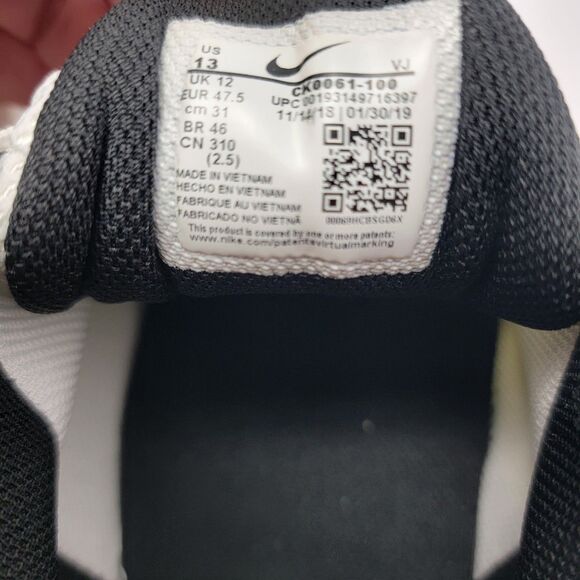 US
13
VJ
UK 12
CK0061-100
EUR 47.5
UPC 00193149716397
cm 31
11/14/18 | 01/30/19
BR 46
CN 310
(2.5)
MADE IN VIETNAM
HECHO EN VIETNAM
FABRIQUE AU VIETNAM
FABRICADO NO VIETNÃ
This product is covered by one or more patents:
www.nike.com/patentsvirtualmarking